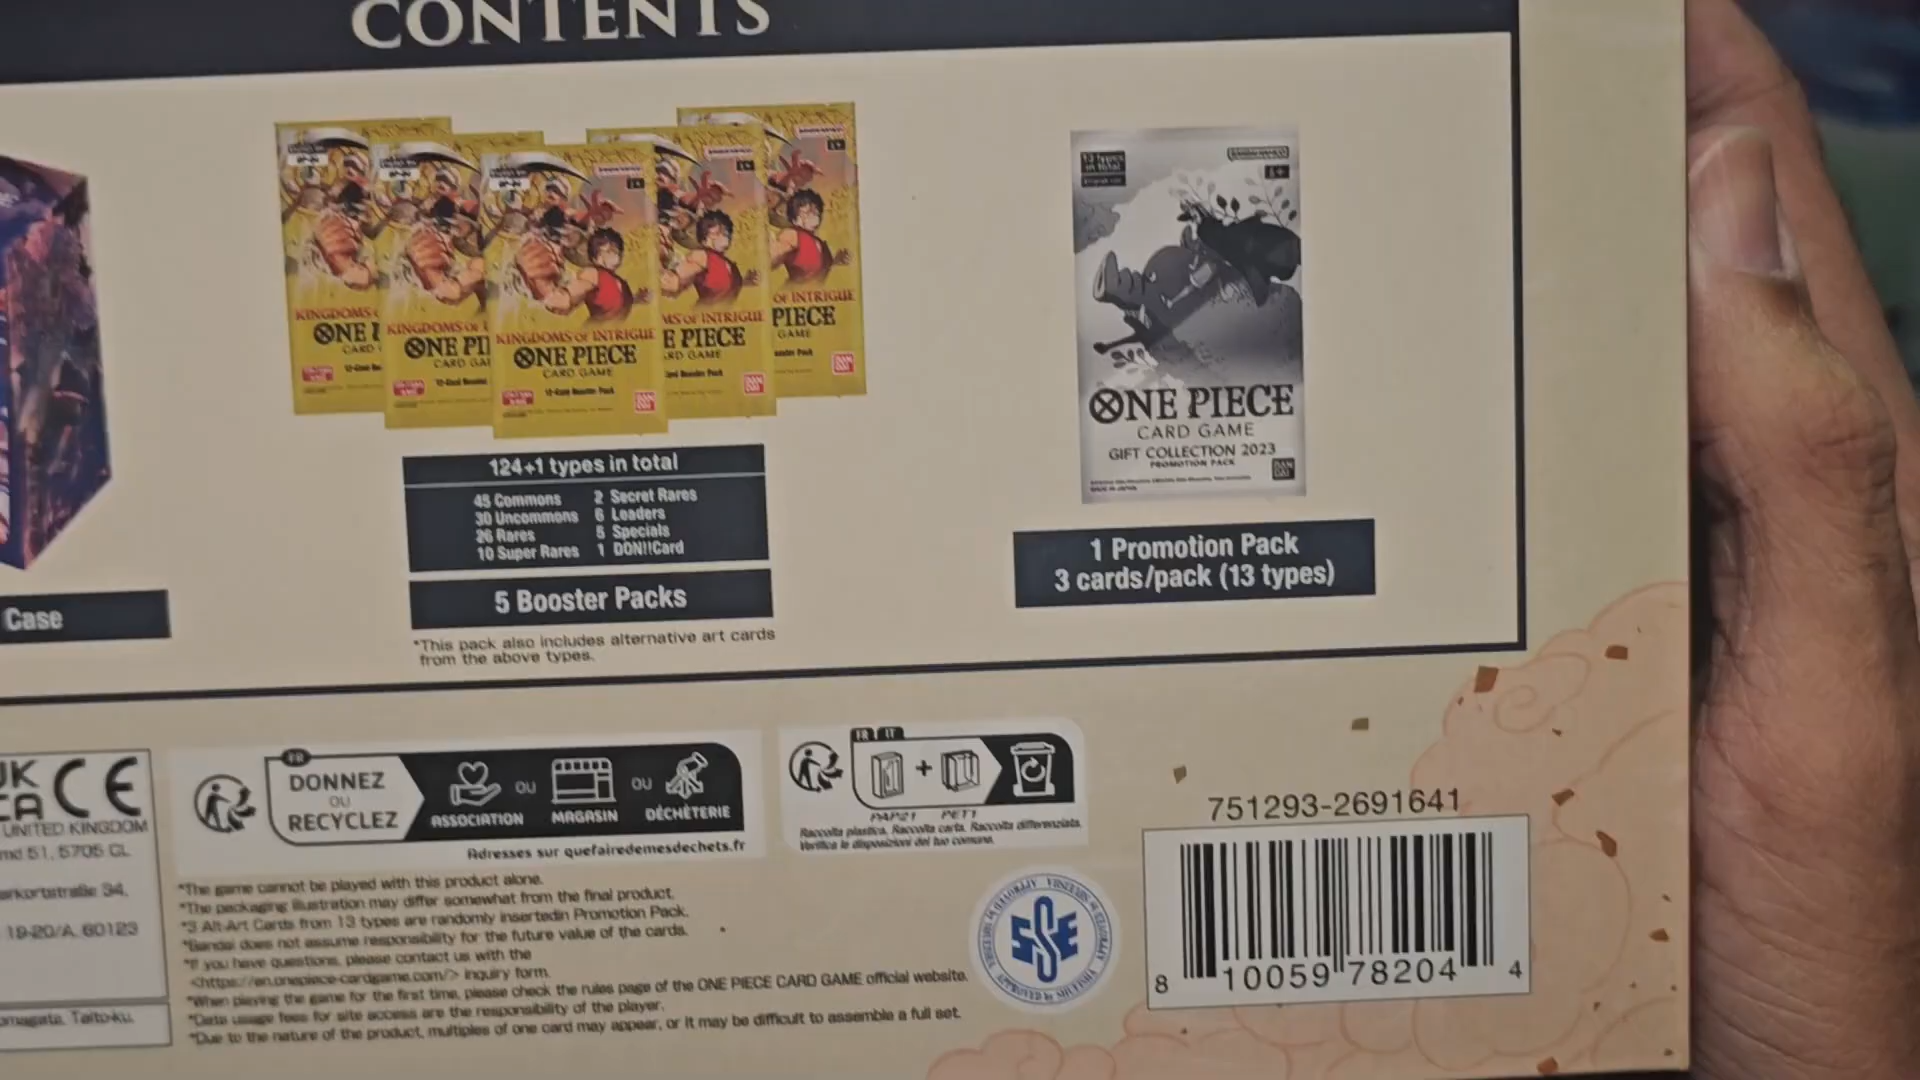 CONTENTS
KINGDOMS OF INTRIGUE
ONE PIECE
CARD GAME
12-Card Booster Pack
BAN
DAI
13 types
in total
ONE PIECE
CARD GAME
GIFT COLLECTION 2023
PROMOTION PACK
BAN
DAI
124+1 types in total
45 Commons 2 Secret Rares
30 Uncommons 6 Leaders
26 Rares 5 Specials
10 Super Rares 1 DON!!Card
5 Booster Packs
*This pack also includes alternative art cards
from the above types.
1 Promotion Pack
3 cards/pack (13 types)
Case
UK
CA CE
UNITED KINGDOM
51, 5705 GL
34,
19-20/A, 60123
Taito-ku,
FR
DONNEZ
OU
RECYCLEZ
ASSOCIATION OU MAGASIN OU DÉCHÈTERIE
Adresses sur quefairedemesdechets.fr
FR IT
+
PAP21 PET1
Raccolta plastica, Raccolta carta. Raccolta differenziata.
Verifica le disposizioni del tuo comune.
*The game cannot be played with this product alone.
*The packaging illustration may differ somewhat from the final product.
*3 Alt-Art Cards from 13 types are randomly insertedin Promotion Pack.
*Bandai does not assume responsibility for the future value of the cards.
*If you have questions, please contact us with the
<https://en.onepiece-cardgame.com/> inquiry form.
*When playing the game for the first time, please check the rules page of the ONE PIECE CARD GAME official website.
*Data usage fees for site access are the responsibility of the player.
*Due to the nature of the product, multiples of one card may appear, or it may be difficult to assemble a full set.
751293-2691641
8 10059 78204 4